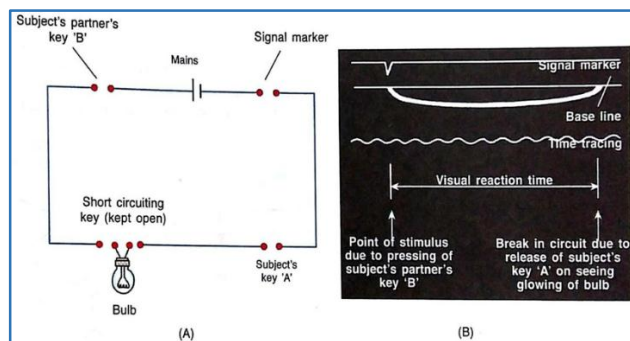 Subject's
partner's
key 'B'
Mains
Signal marker
Short circuiting
key (kept open)
Bulb
Subject's
key 'A'
(A)
Signal marker
Base line
Time tracing
Visual reaction time
Point of stimulus
due to pressing of
subject's partner's
key 'B'
Break in circuit due to
release of subject's
key 'A' on seeing
glowing of bulb
(B)